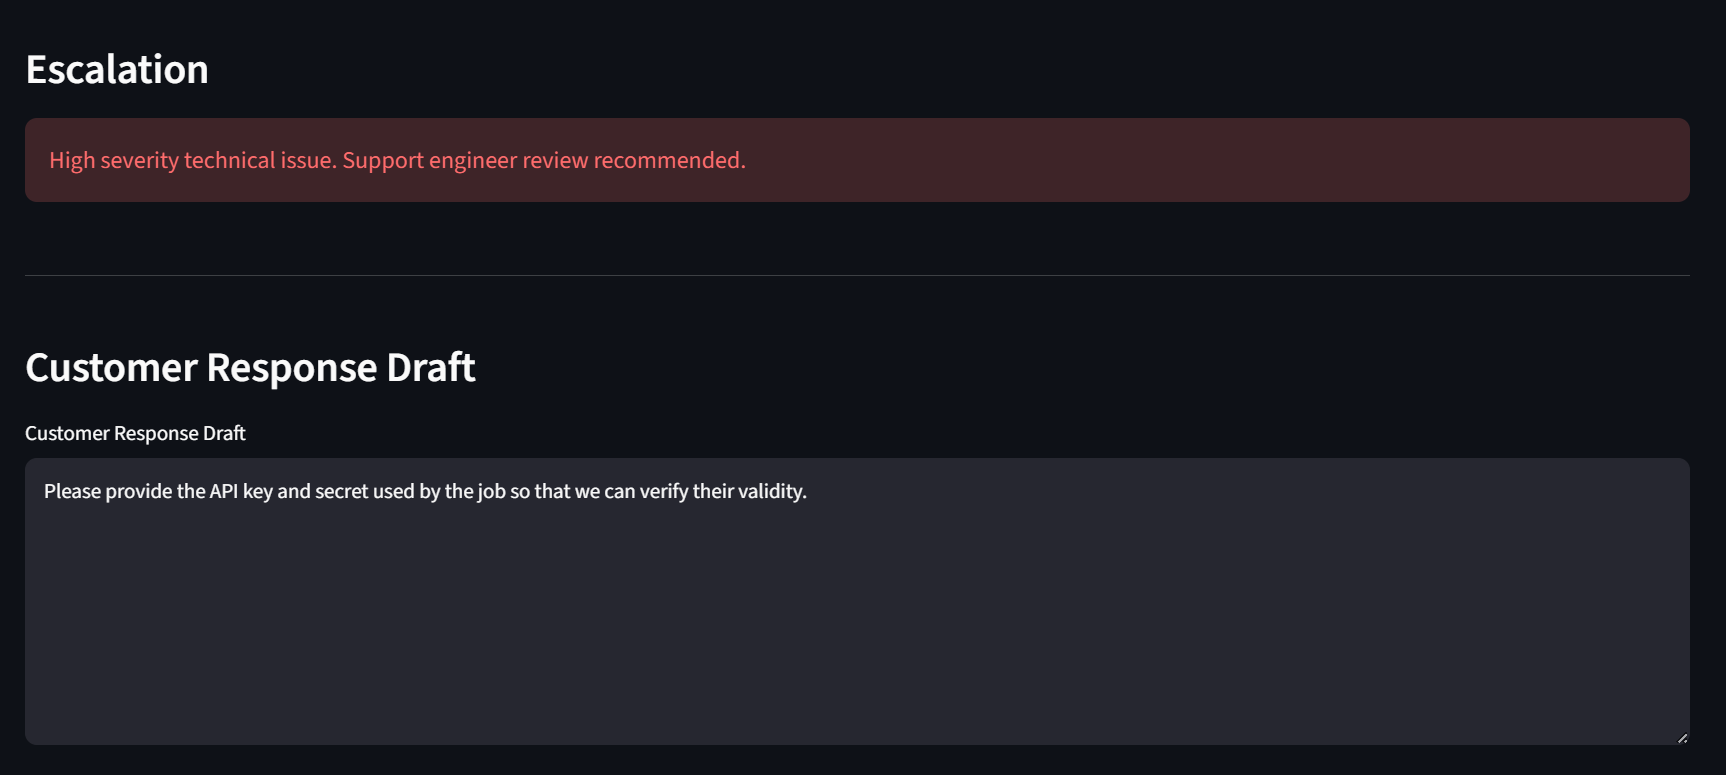 Escalation
High severity technical issue. Support engineer review recommended.
Customer Response Draft
Customer Response Draft
Please provide the API key and secret used by the job so that we can verify their validity.